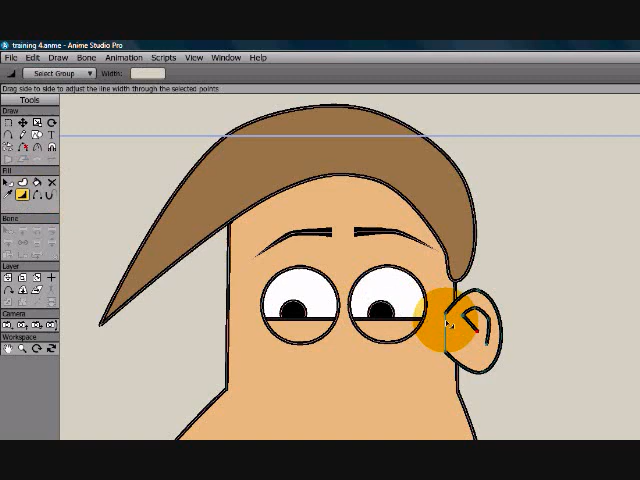 training 4.anme - Anime Studio Pro
File Edit Draw Bone Animation Scripts View Window Help
Select Group Width:
Drag side to side to adjust the line width through the selected points
Tools
Draw
T
Fill
Bone
Layer
Camera
Workspace